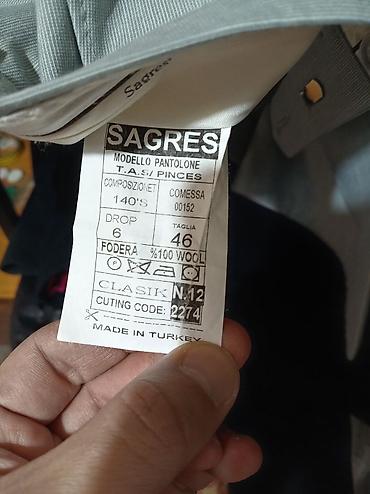 Sagres
SAGRES
MODELLO PANTOLONE
T.A.S/ PINCES
COMPOSIZIONET COMESSA
140'S 00152
DROP TAGLIA
6 46
FODERA %100 WOOL
CLASIK N.12
CUTING CODE: 2274
MADE IN TURKEY